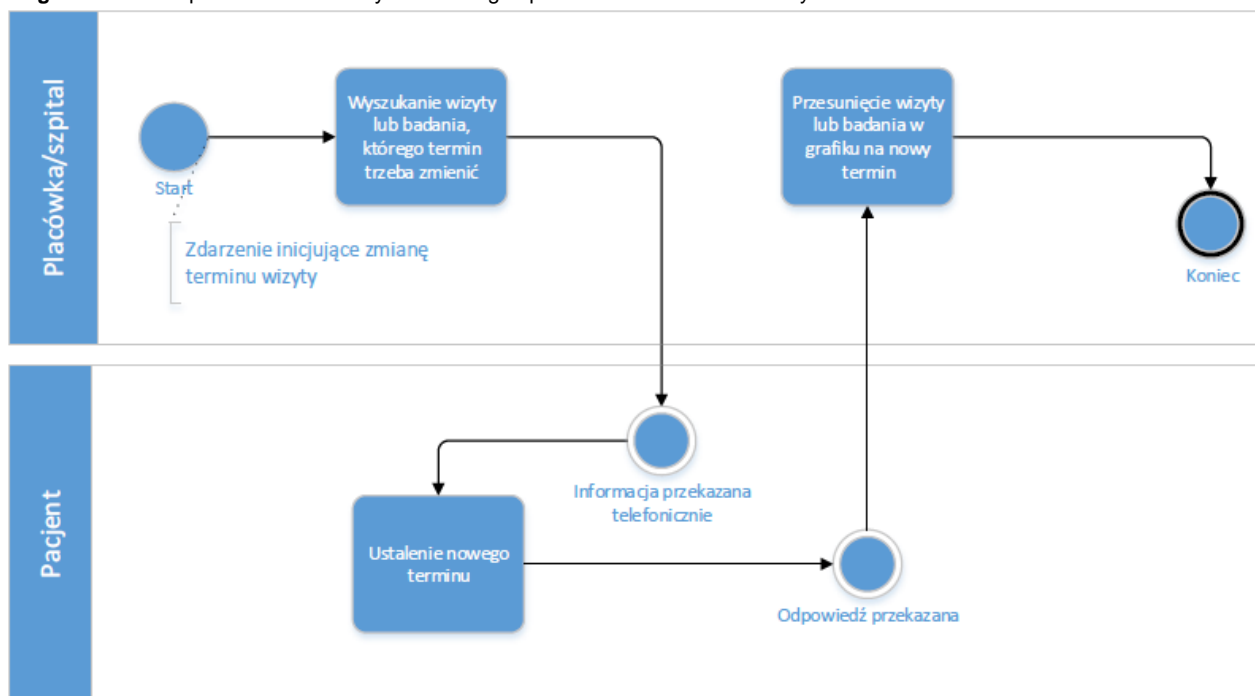 Placówka/szpital
Wyszukanie wizyty
lub badania,
którego termin
trzeba zmienić
Przesunięcie wizyty
lub badania w
grafiku na nowy
termin
Start
Zdarzenie inicjujące zmianę
terminu wizyty
Koniec
Pacjent
Informacja przekazana
telefonicznie
Ustalenie nowego
terminu
Odpowiedź przekazana